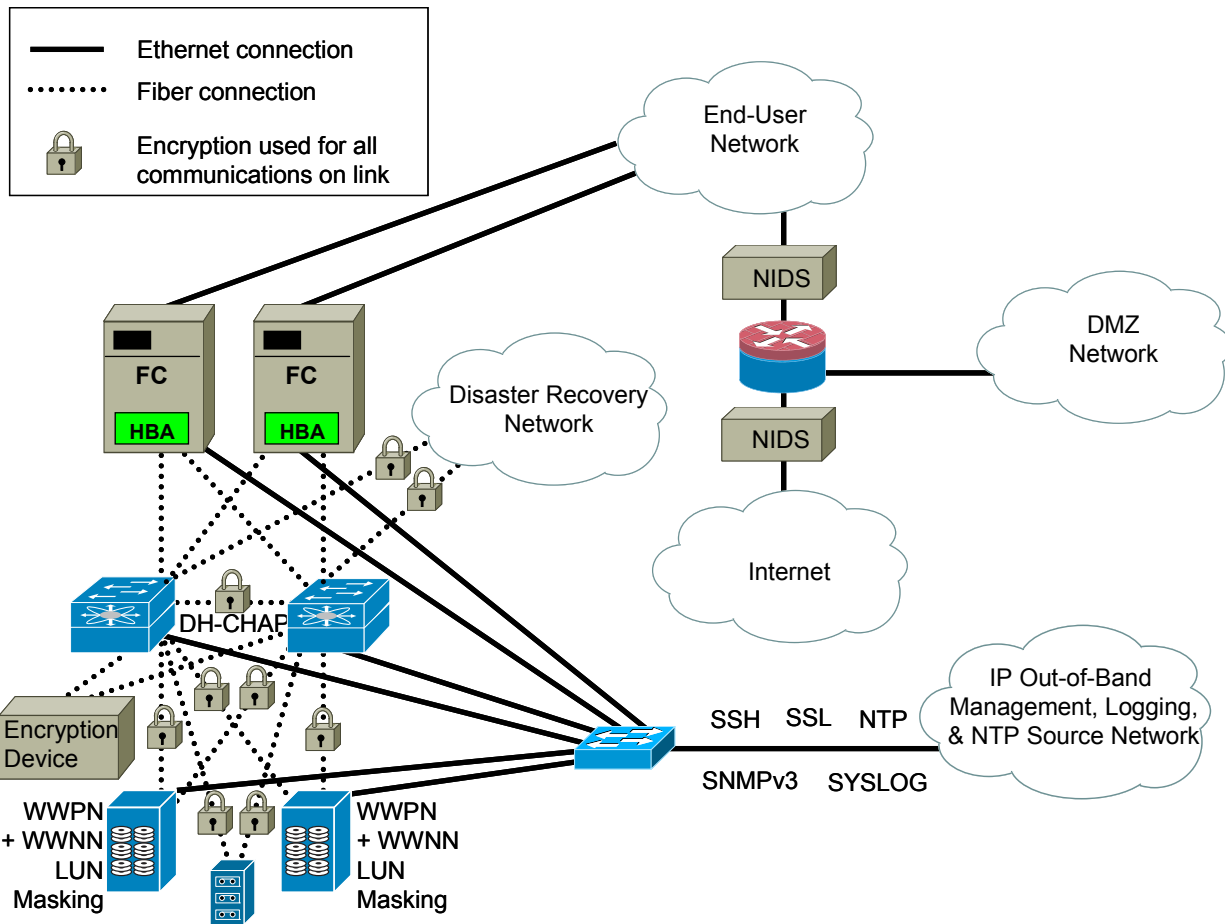 Ethernet connection
Fiber connection
Encryption used for all
communications on link
End-User
Network
NIDS
DMZ
Network
FC
HBA
FC
HBA
Disaster Recovery
Network
NIDS
Internet
DH-CHAP
Encryption
Device
IP Out-of-Band
Management, Logging,
& NTP Source Network
SSH
SSL
NTP
SNMPv3
SYSLOG
WWPN
+ WWNN
LUN
Masking
WWPN
+ WWNN
LUN
Masking